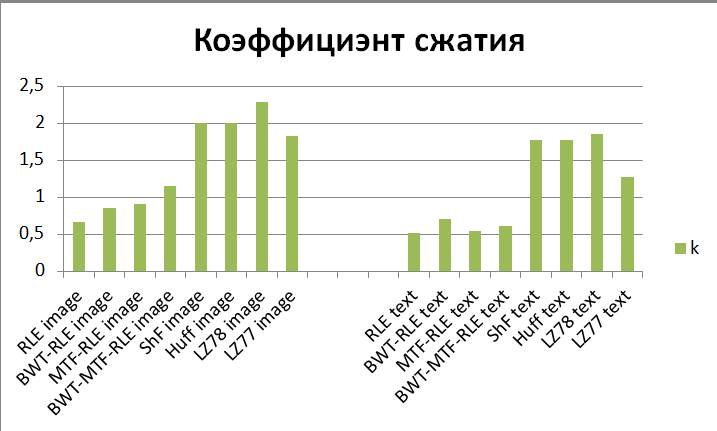 Коэффициэнт сжатия
2,5
2
1,5
1
0,5
0
RLE image
BWT-RLE image
MTF-RLE image
BWT-MTF-RLE image
ShF image
Huff image
LZ78 image
LZ77 image
RLE text
BWT-RLE text
MTF-RLE text
BWT-MTF-RLE text
ShF text
Huff text
LZ78 text
LZ77 text
k